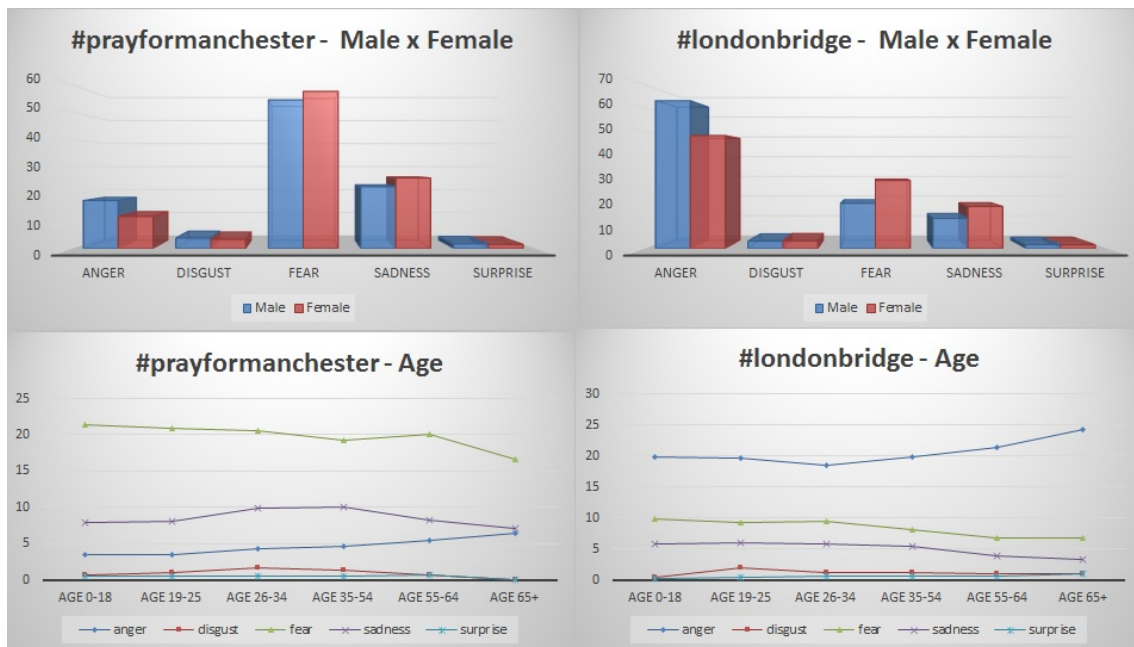 #prayformanchester - Male x Female
60
50
40
30
20
10
0
ANGER DISGUST FEAR SADNESS SURPRISE
Male Female
#londonbridge - Male x Female
70
60
50
40
30
20
10
0
ANGER DISGUST FEAR SADNESS SURPRISE
Male Female
#prayformanchester - Age
25
20
15
10
5
0
AGE 0-18 AGE 19-25 AGE 26-34 AGE 35-54 AGE 55-64 AGE 65+
anger disgust fear sadness surprise
#londonbridge - Age
30
25
20
15
10
5
0
AGE 0-18 AGE 19-25 AGE 26-34 AGE 35-54 AGE 55-64 AGE 65+
anger disgust fear sadness surprise